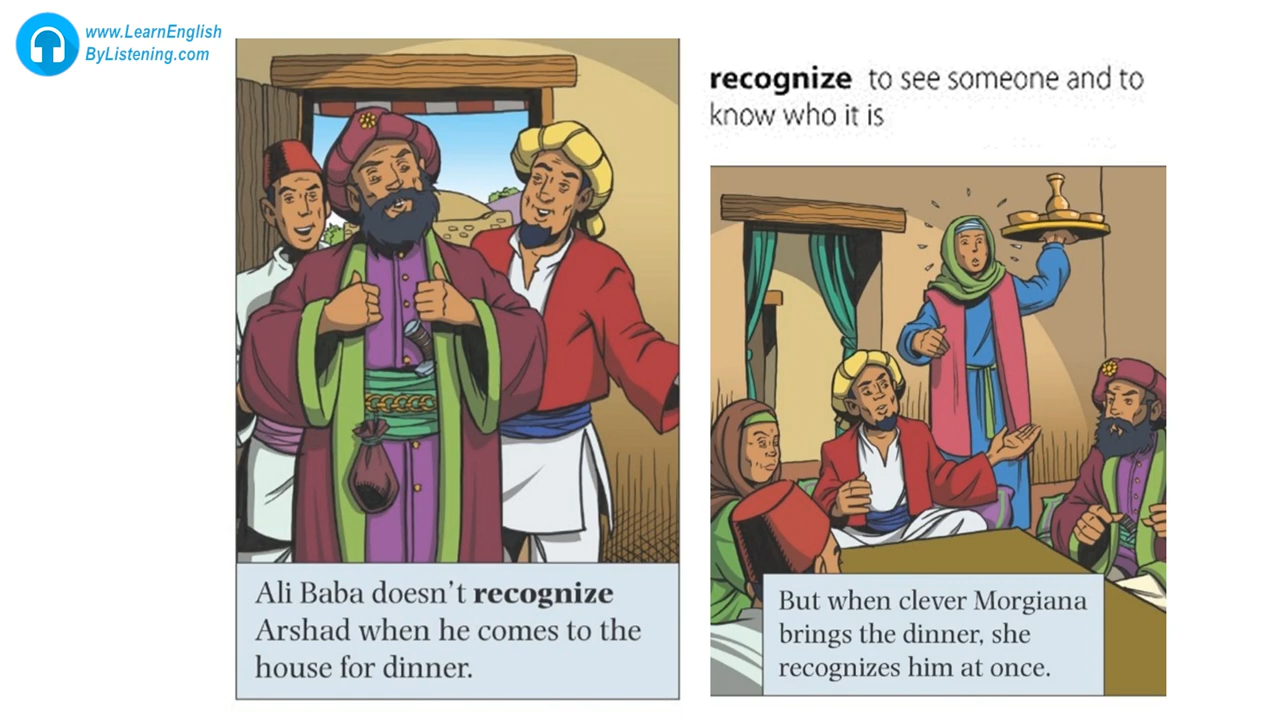 www.LearnEnglish
ByListening.com
recognize to see someone and to
know who it is
Ali Baba doesn't recognize
Arshad when he comes to the
house for dinner.
But when clever Morgiana
brings the dinner, she
recognizes him at once.